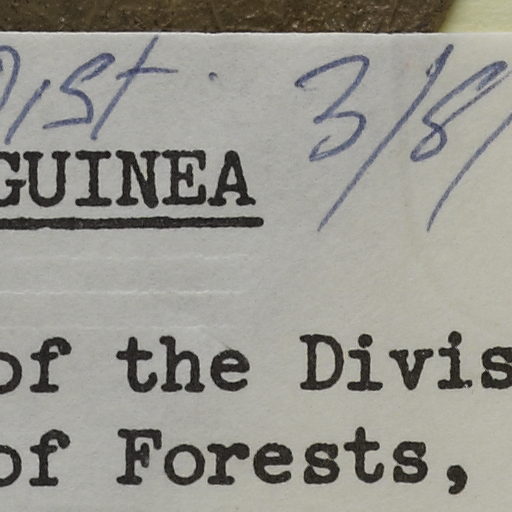 Dist. 3/8/
GUINEA
of the Divis
of Forests,